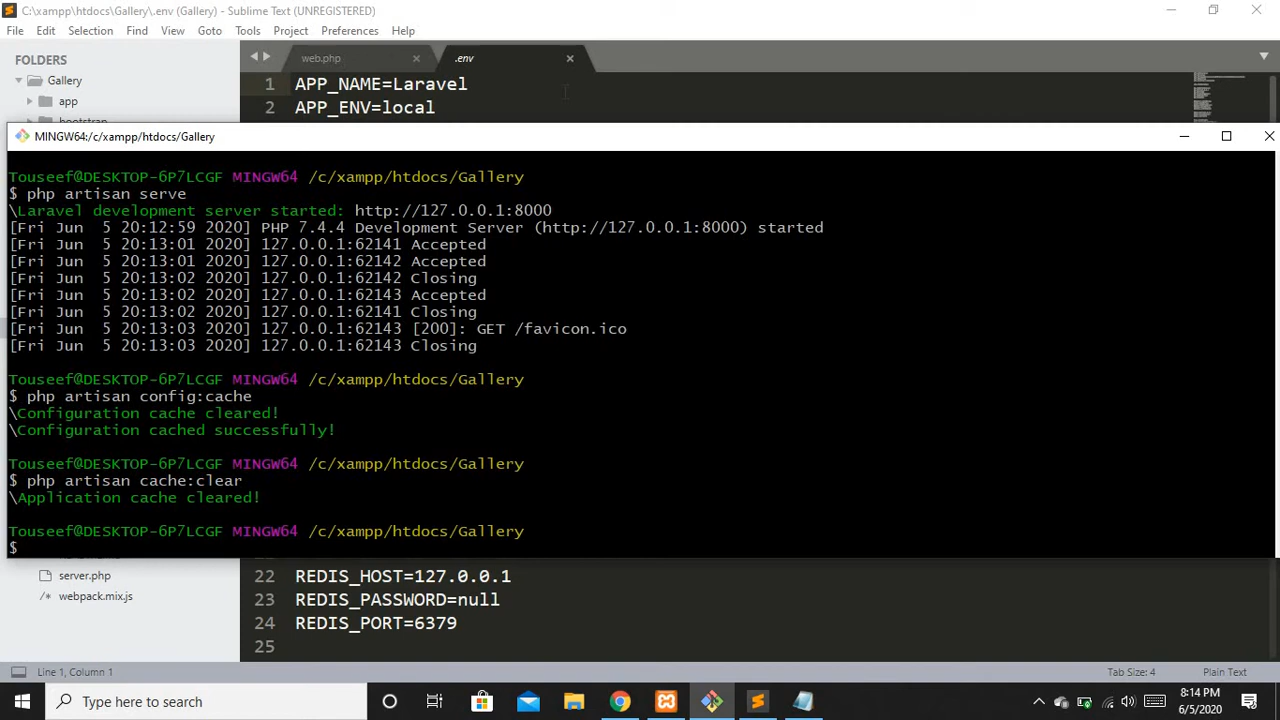 C:\xampp\htdocs\Gallery\.env (Gallery) - Sublime Text (UNREGISTERED)
File Edit Selection Find View Goto Tools Project Preferences Help
FOLDERS
Gallery
app
bootstrap
web.php
.env
1 APP_NAME=Laravel
2 APP_ENV=local
MINGW64:/c/xampp/htdocs/Gallery
Touseef@DESKTOP-6P7LCGF MINGW64 /c/xampp/htdocs/Gallery
$ php artisan serve
\Laravel development server started: http://127.0.0.1:8000
[Fri Jun  5 20:12:59 2020] PHP 7.4.4 Development Server (http://127.0.0.1:8000) started
[Fri Jun  5 20:13:01 2020] 127.0.0.1:62141 Accepted
[Fri Jun  5 20:13:01 2020] 127.0.0.1:62142 Accepted
[Fri Jun  5 20:13:02 2020] 127.0.0.1:62142 Closing
[Fri Jun  5 20:13:02 2020] 127.0.0.1:62143 Accepted
[Fri Jun  5 20:13:02 2020] 127.0.0.1:62141 Closing
[Fri Jun  5 20:13:03 2020] 127.0.0.1:62143 [200]: GET /favicon.ico
[Fri Jun  5 20:13:03 2020] 127.0.0.1:62143 Closing
Touseef@DESKTOP-6P7LCGF MINGW64 /c/xampp/htdocs/Gallery
$ php artisan config:cache
\Configuration cache cleared!
\Configuration cached successfully!
Touseef@DESKTOP-6P7LCGF MINGW64 /c/xampp/htdocs/Gallery
$ php artisan cache:clear
\Application cache cleared!
Touseef@DESKTOP-6P7LCGF MINGW64 /c/xampp/htdocs/Gallery
$
server.php
/* webpack.mix.js
22 REDIS_HOST=127.0.0.1
23 REDIS_PASSWORD=null
24 REDIS_PORT=6379
25
Line 1, Column 1
Tab Size: 4
Plain Text
Type here to search
8:14 PM
6/5/2020